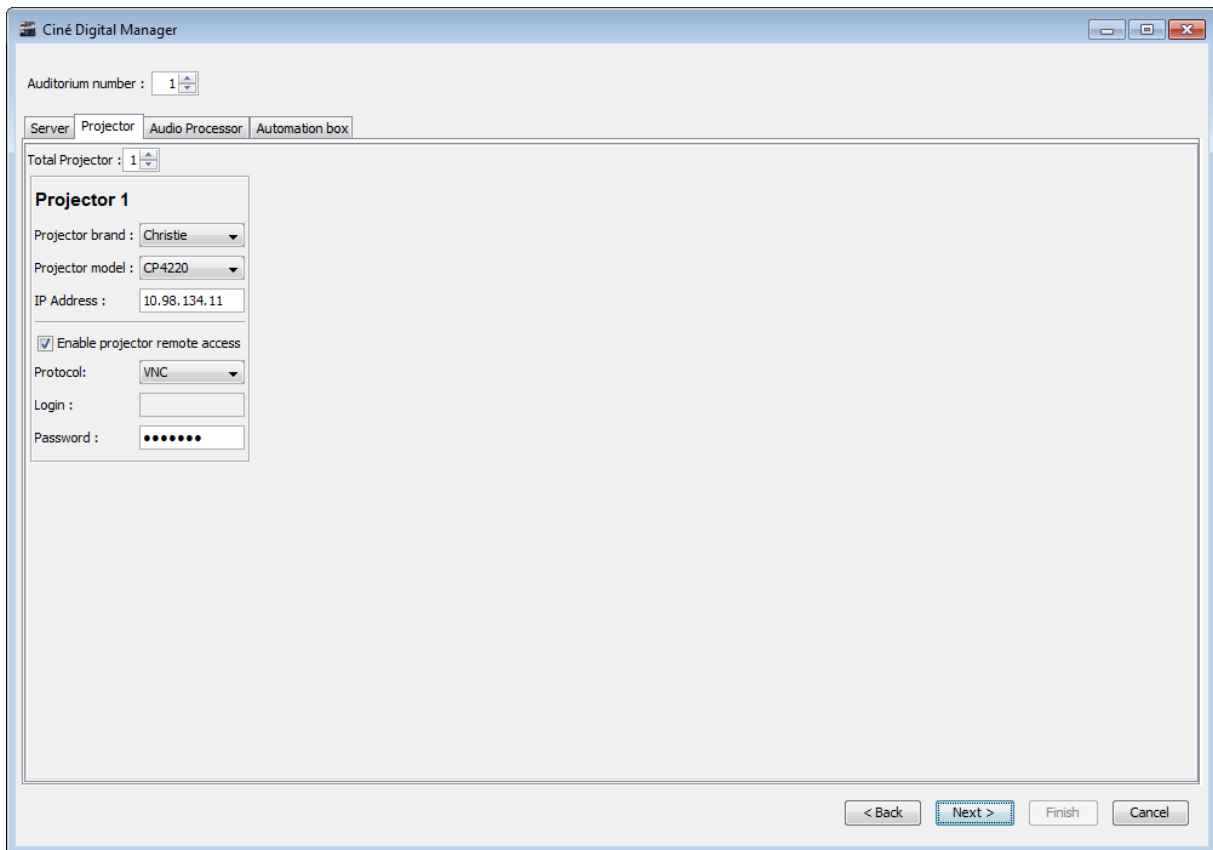 Ciné Digital Manager
Auditorium number : 1
Server Projector Audio Processor Automation box
Total Projector : 1
Projector 1
Projector brand : Christie
Projector model : CP4220
IP Address : 10.98.134.11
Enable projector remote access
Protocol: VNC
Login :
Password : •••••••
< Back Next > Finish Cancel